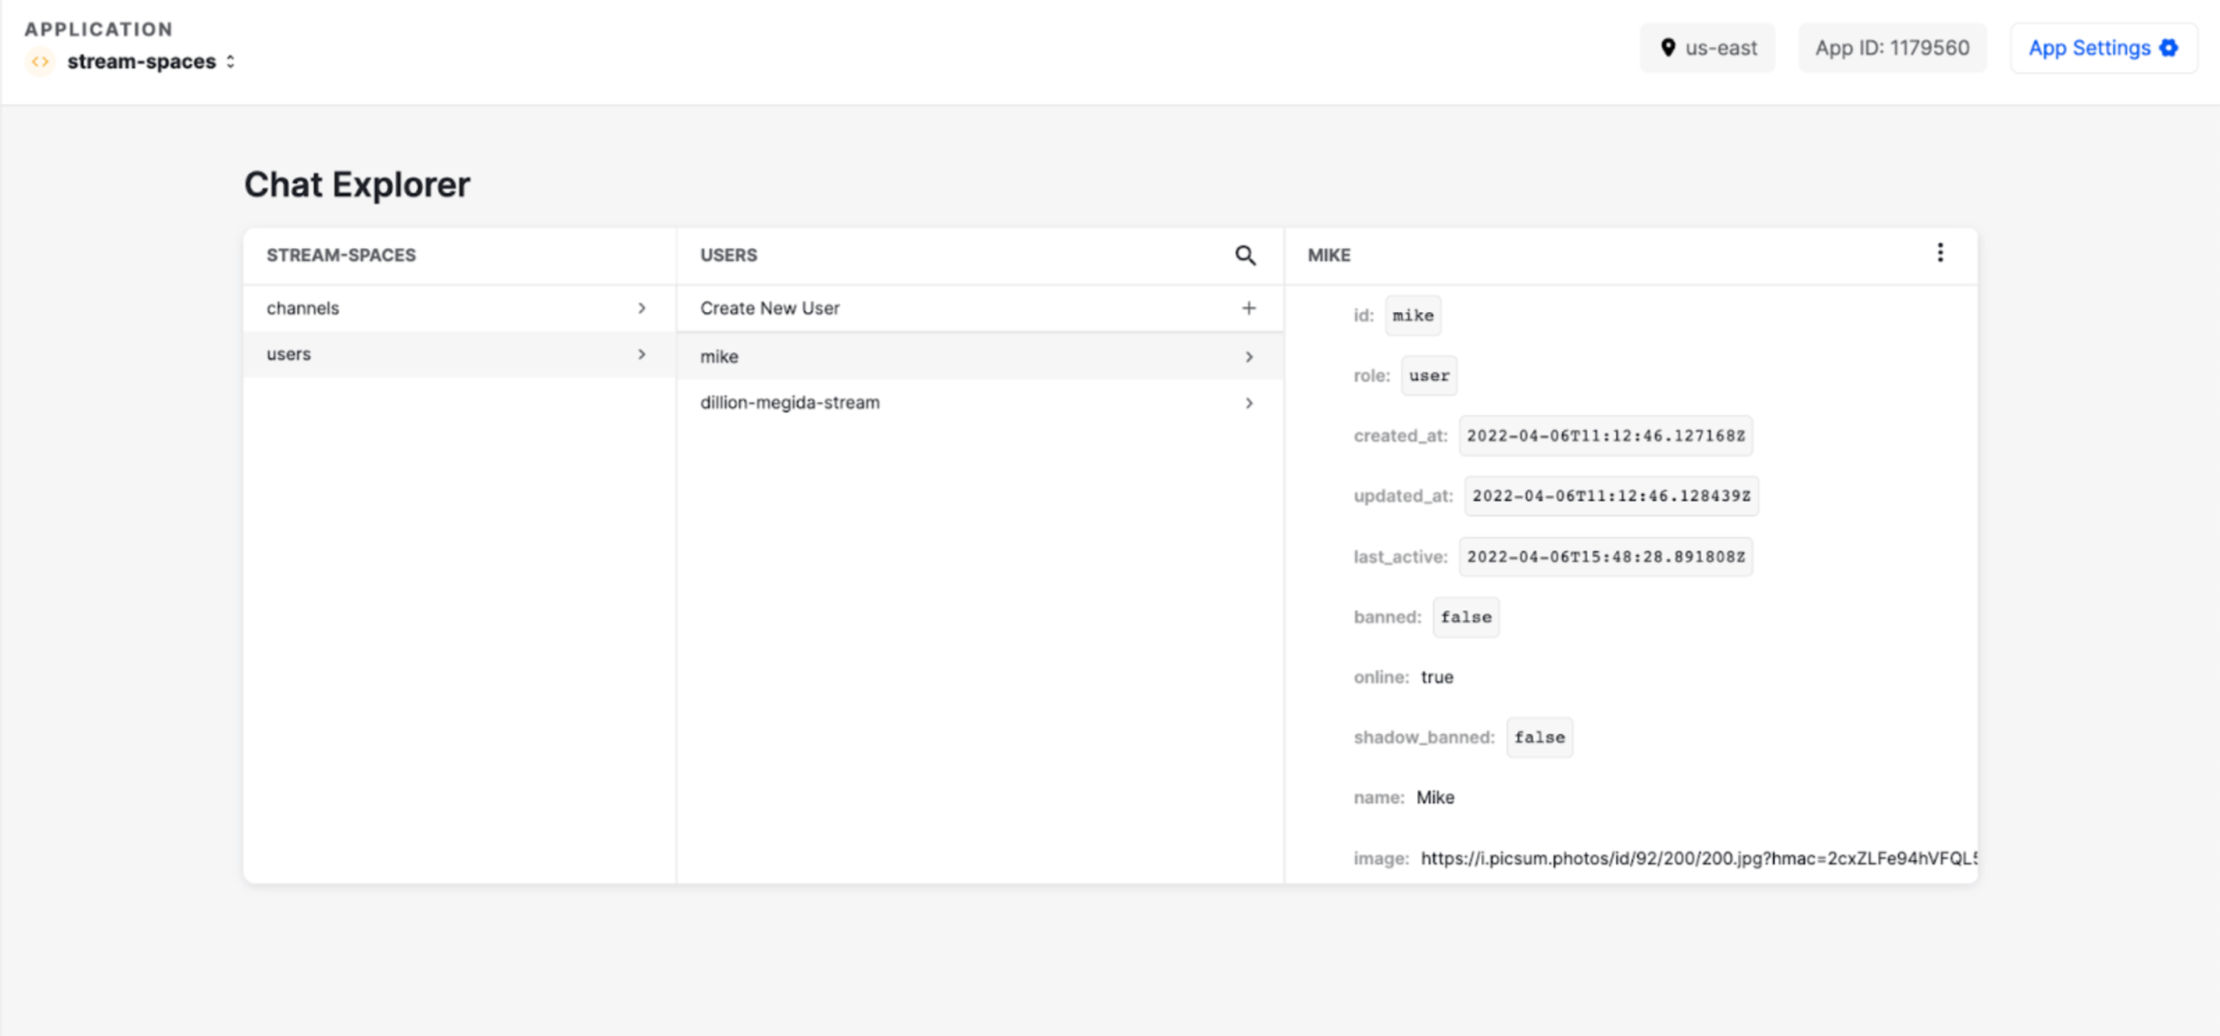 APPLICATION
stream-spaces
us-east
App ID: 1179560
App Settings
Chat Explorer
STREAM-SPACES
channels
users
USERS
Create New User
mike
dillion-megida-stream
MIKE
id: mike
role: user
created_at: 2022-04-06T11:12:46.127168Z
updated_at: 2022-04-06T11:12:46.128439Z
last_active: 2022-04-06T15:48:28.891808Z
banned: false
online: true
shadow_banned: false
name: Mike
image: https://i.picsum.photos/id/92/200/200.jpg?hmac=2cxZLFe94hVFQL5